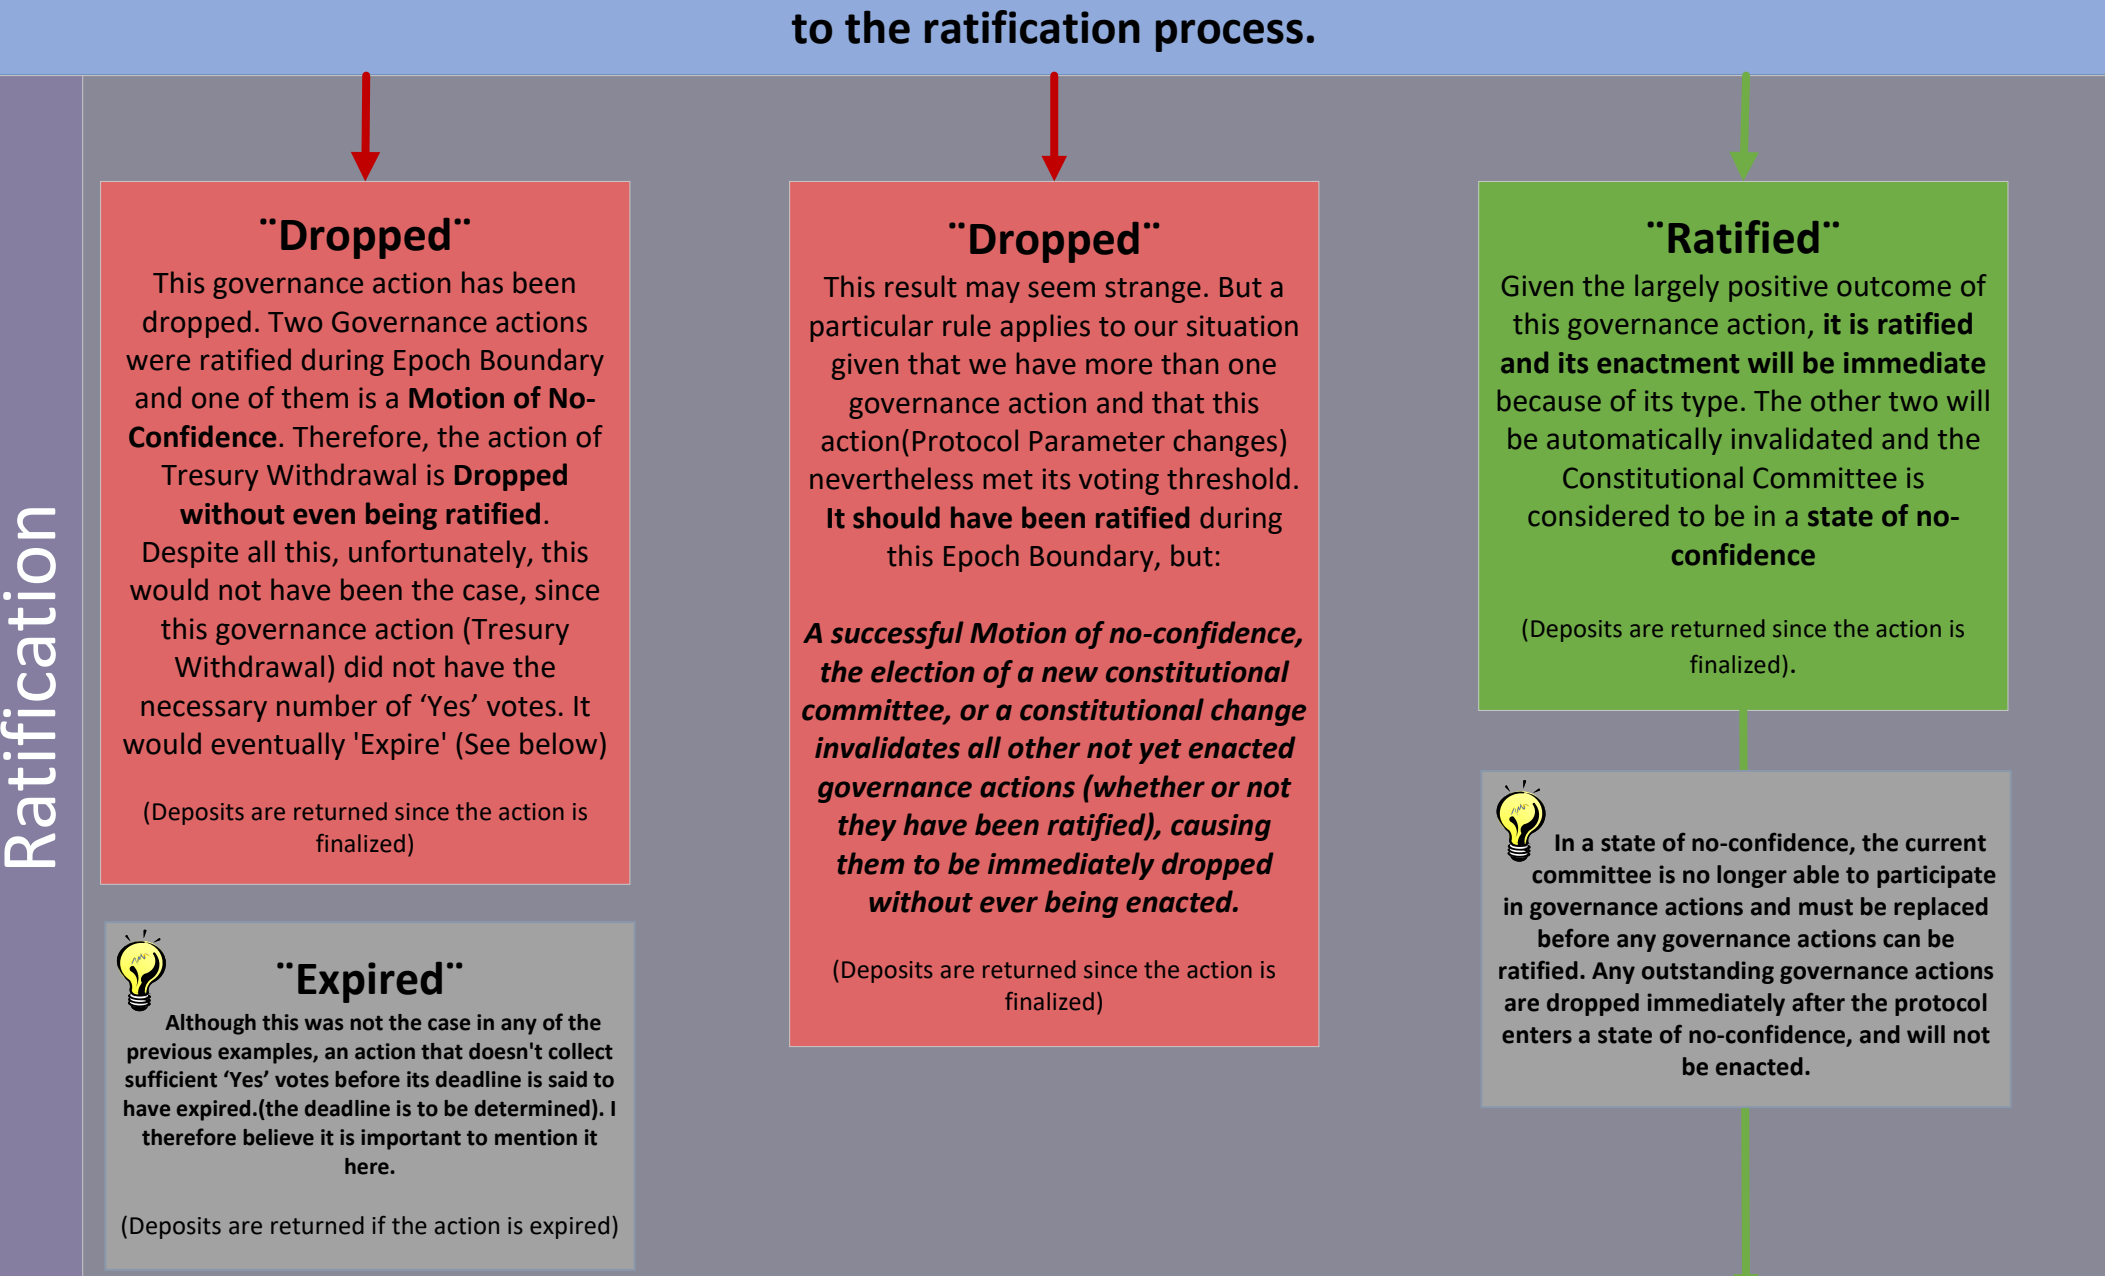 to the ratification process.
Ratification
¨Dropped¨
This governance action has been
dropped. Two Governance actions
were ratified during Epoch Boundary
and one of them is a Motion of No-
Confidence. Therefore, the action of
Tresury Withdrawal is Dropped
without even being ratified.
Despite all this, unfortunately, this
would not have been the case, since
this governance action (Tresury
Withdrawal) did not have the
necessary number of ‘Yes’ votes. It
would eventually 'Expire' (See below)
(Deposits are returned since the action is
finalized)
¨Expired¨
Although this was not the case in any of the
previous examples, an action that doesn't collect
sufficient ‘Yes’ votes before its deadline is said to
have expired.(the deadline is to be determined). I
therefore believe it is important to mention it
here.
(Deposits are returned if the action is expired)
¨Dropped¨
This result may seem strange. But a
particular rule applies to our situation
given that we have more than one
governance action and that this
action(Protocol Parameter changes)
nevertheless met its voting threshold.
It should have been ratified during
this Epoch Boundary, but:
A successful Motion of no-confidence,
the election of a new constitutional
committee, or a constitutional change
invalidates all other not yet enacted
governance actions (whether or not
they have been ratified), causing
them to be immediately dropped
without ever being enacted.
(Deposits are returned since the action is
finalized)
¨Ratified¨
Given the largely positive outcome of
this governance action, it is ratified
and its enactment will be immediate
because of its type. The other two will
be automatically invalidated and the
Constitutional Committee is
considered to be in a state of no-
confidence
(Deposits are returned since the action is
finalized).
In a state of no-confidence, the current
committee is no longer able to participate
in governance actions and must be replaced
before any governance actions can be
ratified. Any outstanding governance actions
are dropped immediately after the protocol
enters a state of no-confidence, and will not
be enacted.